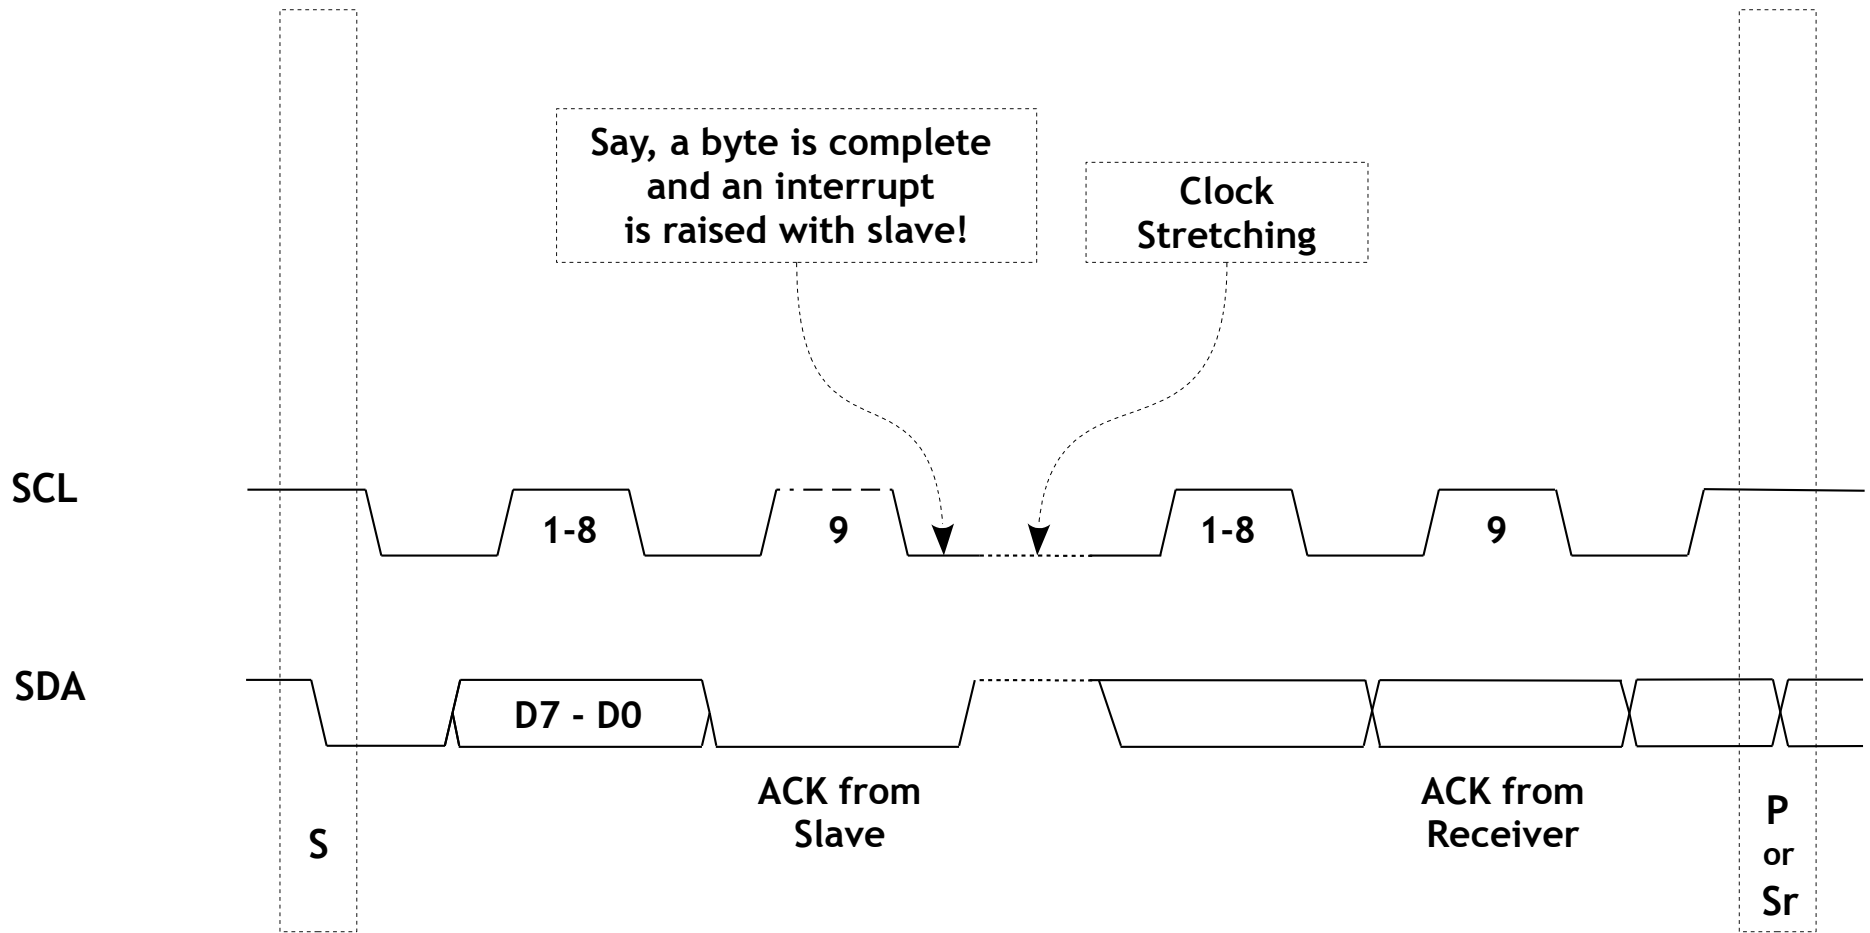 Say, a byte is complete
and an interrupt
is raised with slave!
Clock
Stretching
SCL
1-8
9
1-8
9
SDA
D7 - D0
ACK from
Slave
ACK from
Receiver
S
P
or
Sr